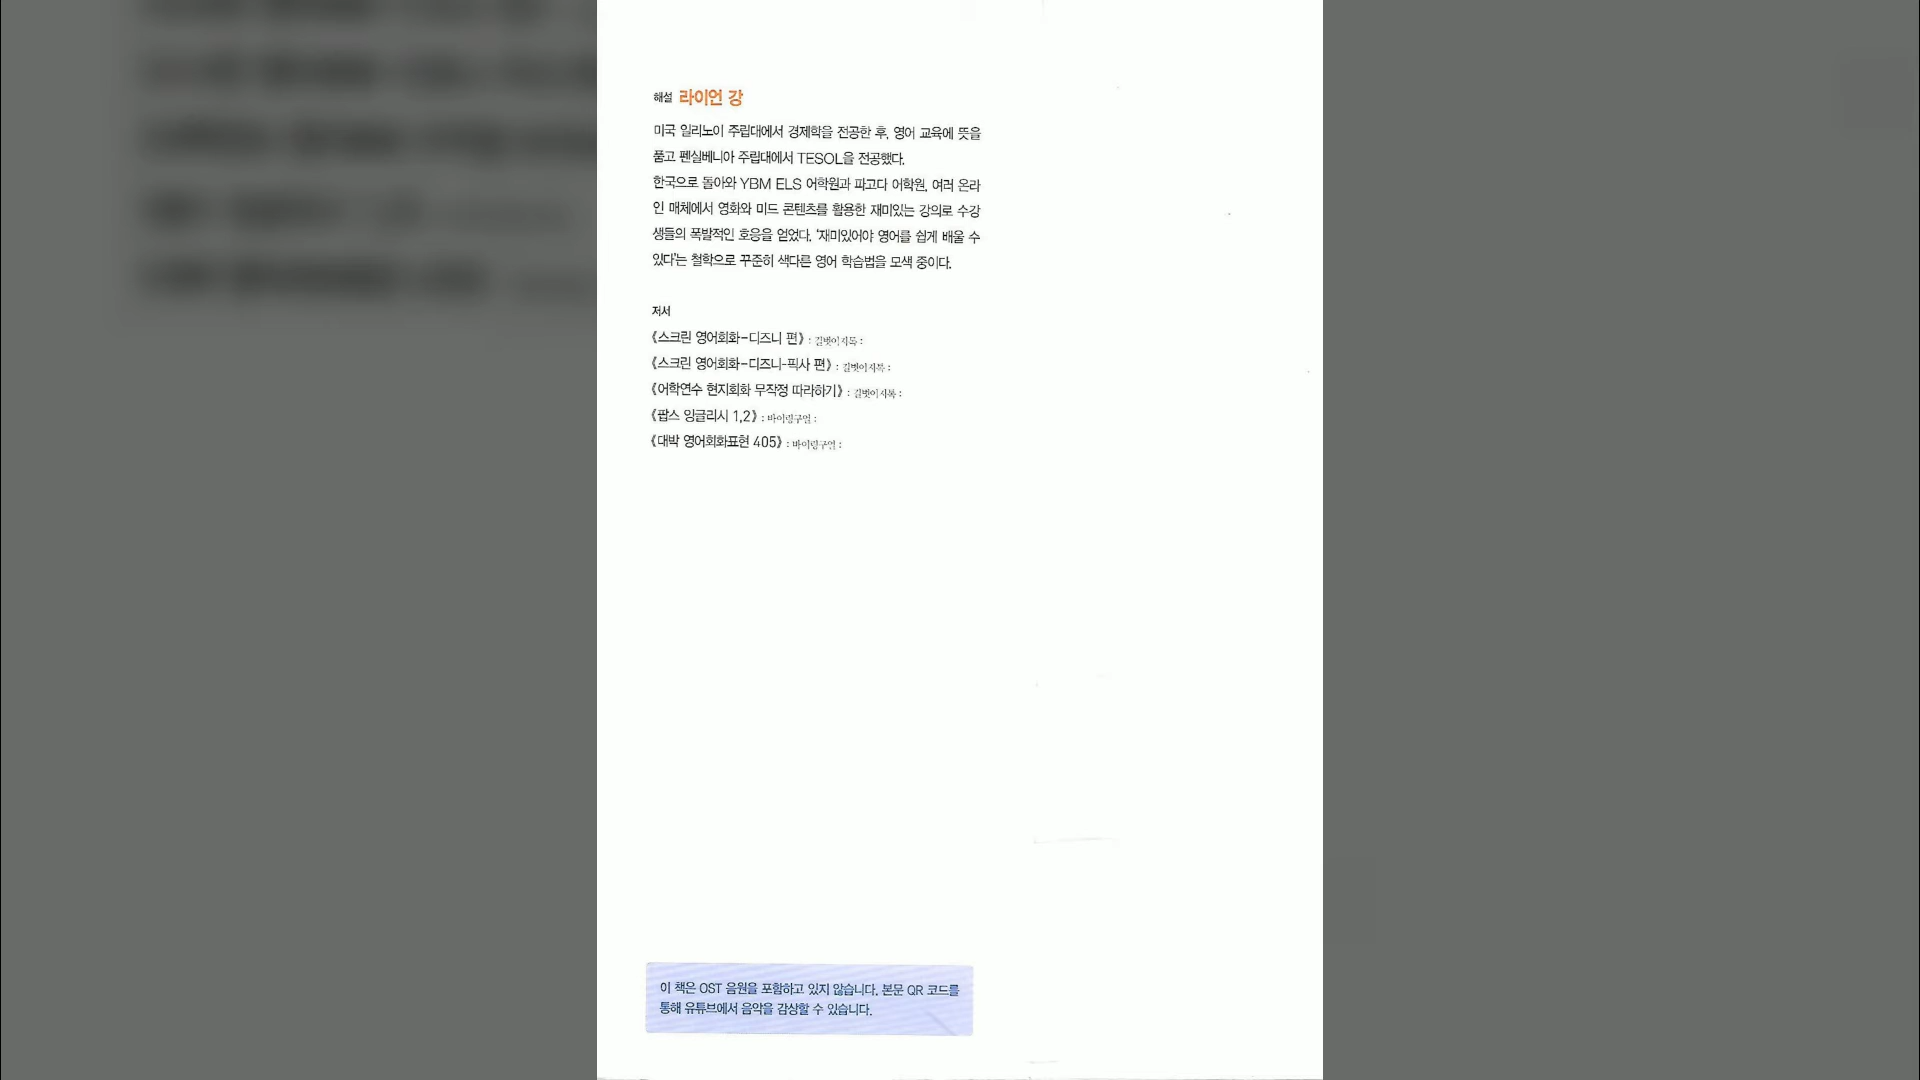 해설 라이언 강
미국 일리노이 주립대에서 경제학을 전공한 후, 영어 교육에 뜻을
품고 펜실베니아 주립대에서 TESOL을 전공했다.
한국으로 돌아와 YBM ELS 어학원과 파고다 어학원, 여러 온라
인 매체에서 영화와 미드 콘텐츠를 활용한 재미있는 강의로 수강
생들의 폭발적인 호응을 얻었다. '재미있어야 영어를 쉽게 배울 수
있다'는 철학으로 꾸준히 색다른 영어 학습법을 모색 중이다.
저서
《스크린 영어회화-디즈니 편》 : 길벗이지톡 :
《스크린 영어회화-디즈니-픽사 편》 : 길벗이지톡 :
《어학연수 현지회화 무작정 따라하기》 : 길벗이지톡 :
《팝스 잉글리시 1,2》 : 바이링구얼 :
《대박 영어회화표현 405》 : 바이링구얼 :
이 책은 OST 음원을 포함하고 있지 않습니다. 본문 QR 코드를
통해 유튜브에서 음악을 감상할 수 있습니다.